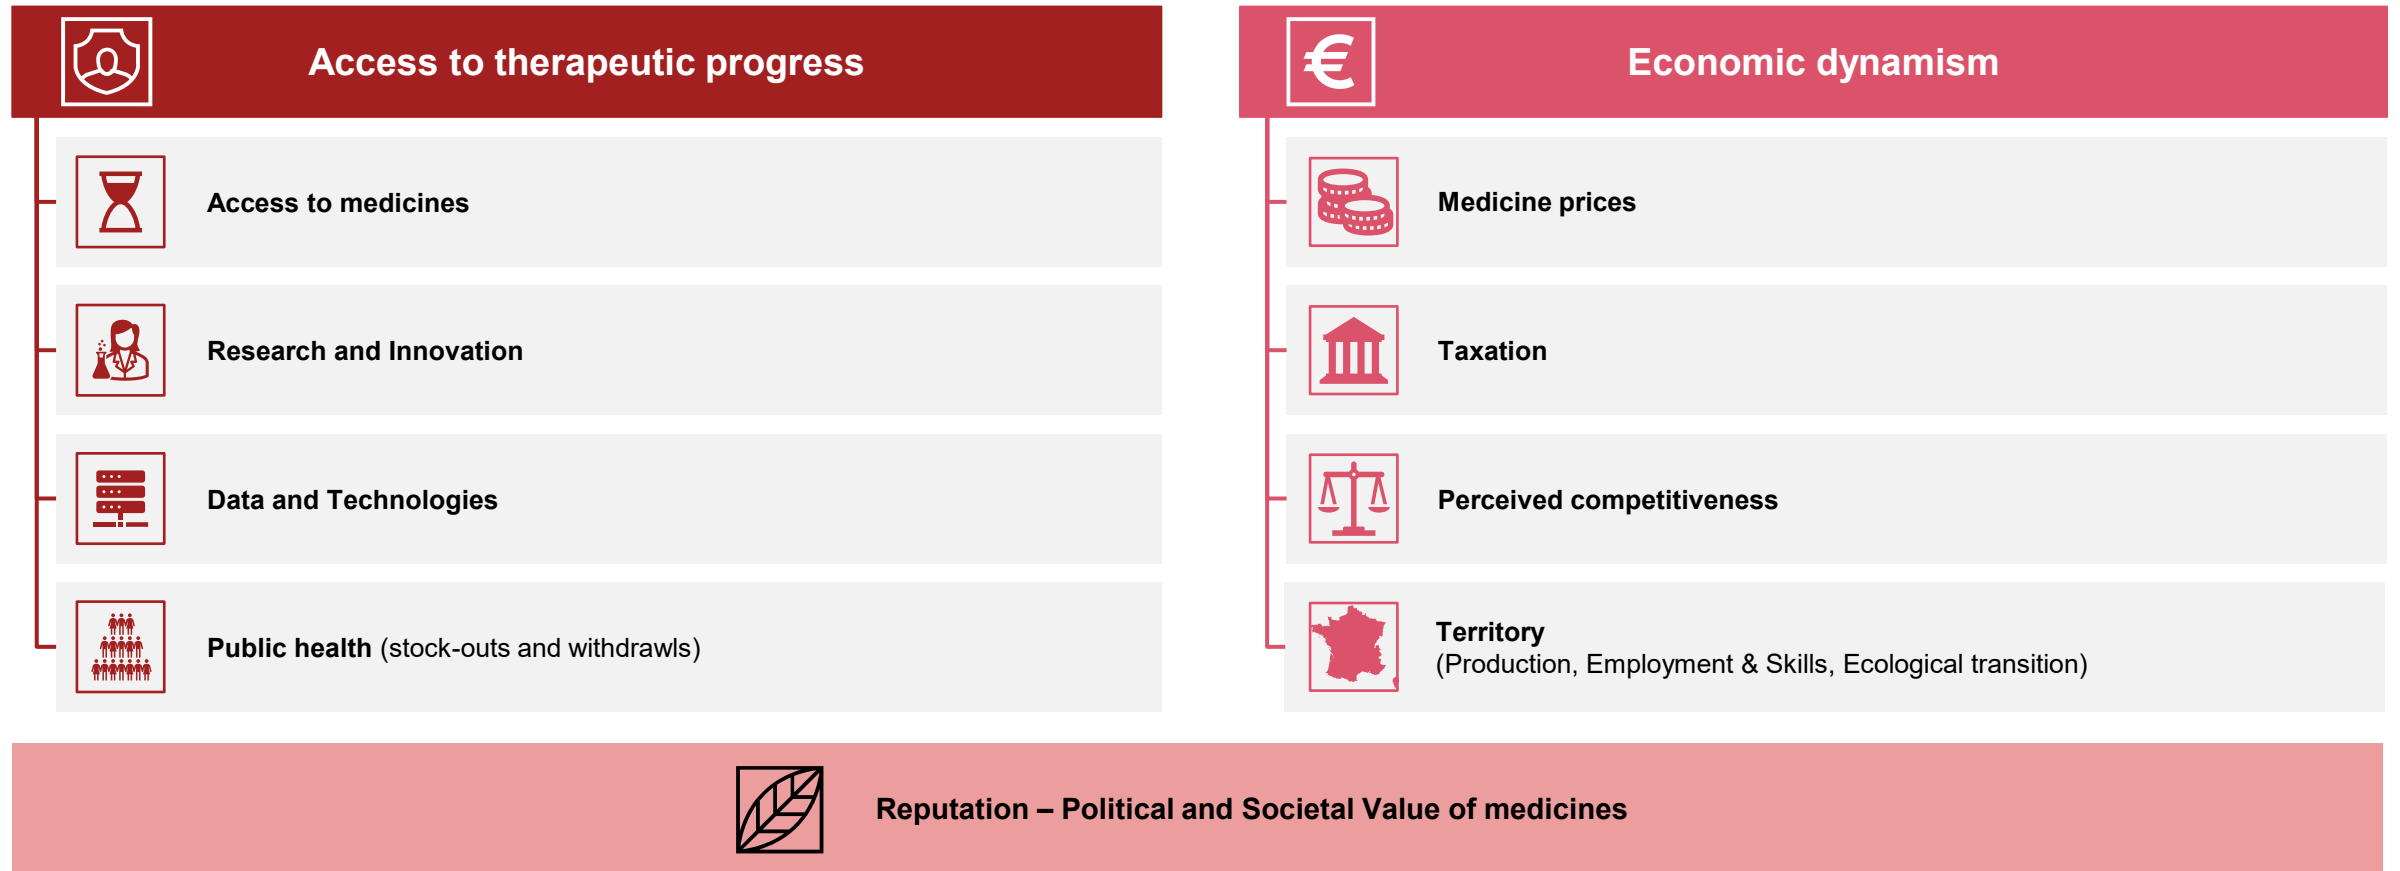 Access to therapeutic progress
Access to medicines
Research and Innovation
Data and Technologies
Public health (stock-outs and withdrawls)
€
Economic dynamism
Medicine prices
Taxation
Perceived competitiveness
Territory
(Production, Employment & Skills, Ecological transition)
Reputation – Political and Societal Value of medicines